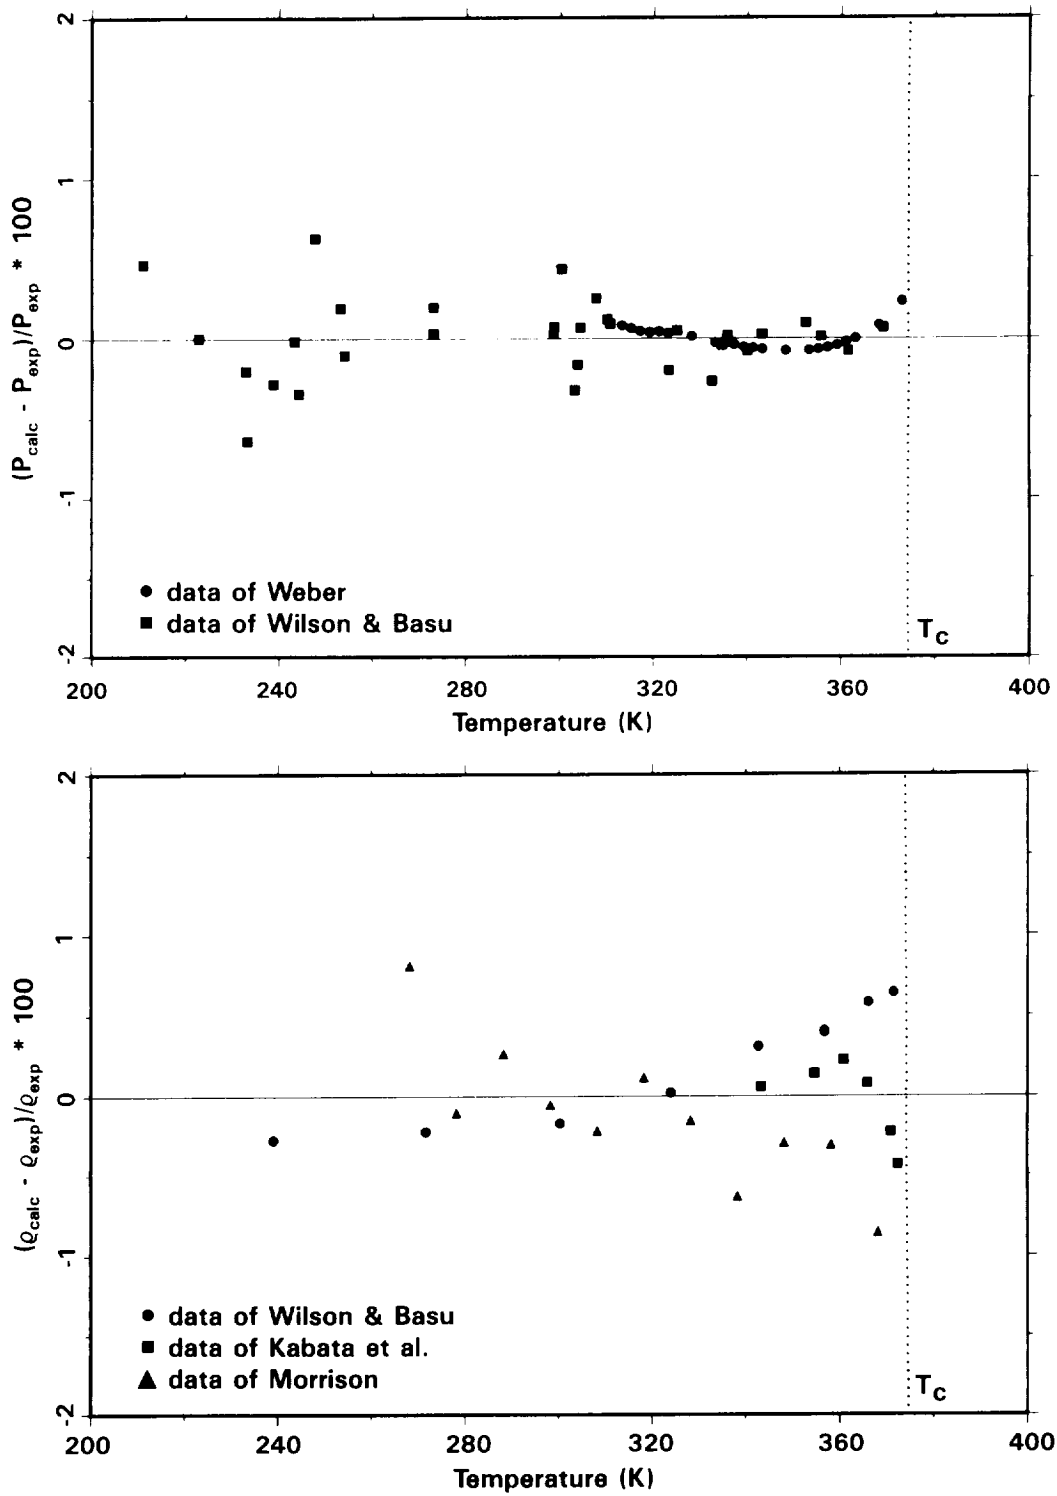 2
1
0
-1
-2
(P_calc - P_exp)/P_exp * 100
● data of Weber
■ data of Wilson & Basu
T_C
200 240 280 320 360 400
Temperature (K)
2
1
0
-1
-2
(ϱ_calc - ϱ_exp)/ϱ_exp * 100
● data of Wilson & Basu
■ data of Kabata et al.
▲ data of Morrison
T_C
200 240 280 320 360 400
Temperature (K)